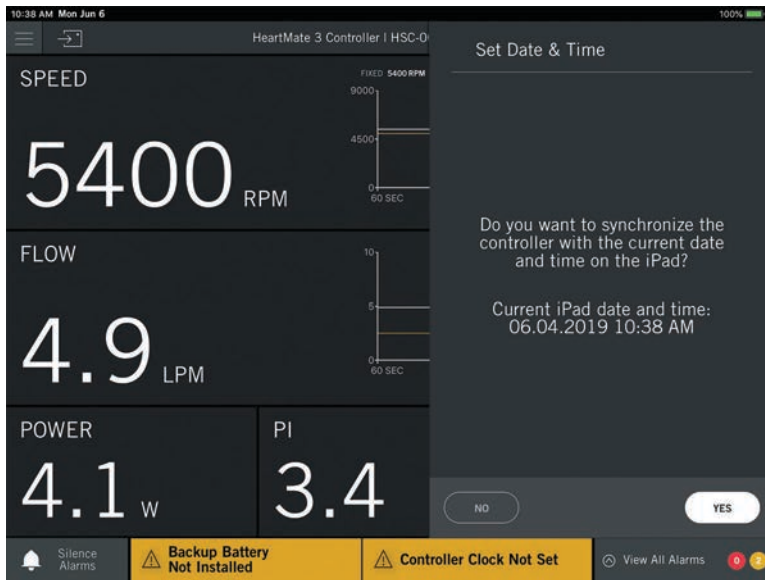 10:38 AM Mon Jun 6
100%
HeartMate 3 Controller I HSC-0
Set Date & Time
SPEED
FIXED 5400 RPM
9000
4500
0
60 SEC
5400 RPM
Do you want to synchronize the
controller with the current date
and time on the iPad?
Current iPad date and time:
06.04.2019 10:38 AM
FLOW
10
5
0
60 SEC
4.9 LPM
POWER
4.1 W
PI
3.4
NO
YES
Silence
Alarms
Backup Battery
Not Installed
Controller Clock Not Set
View All Alarms
0
2